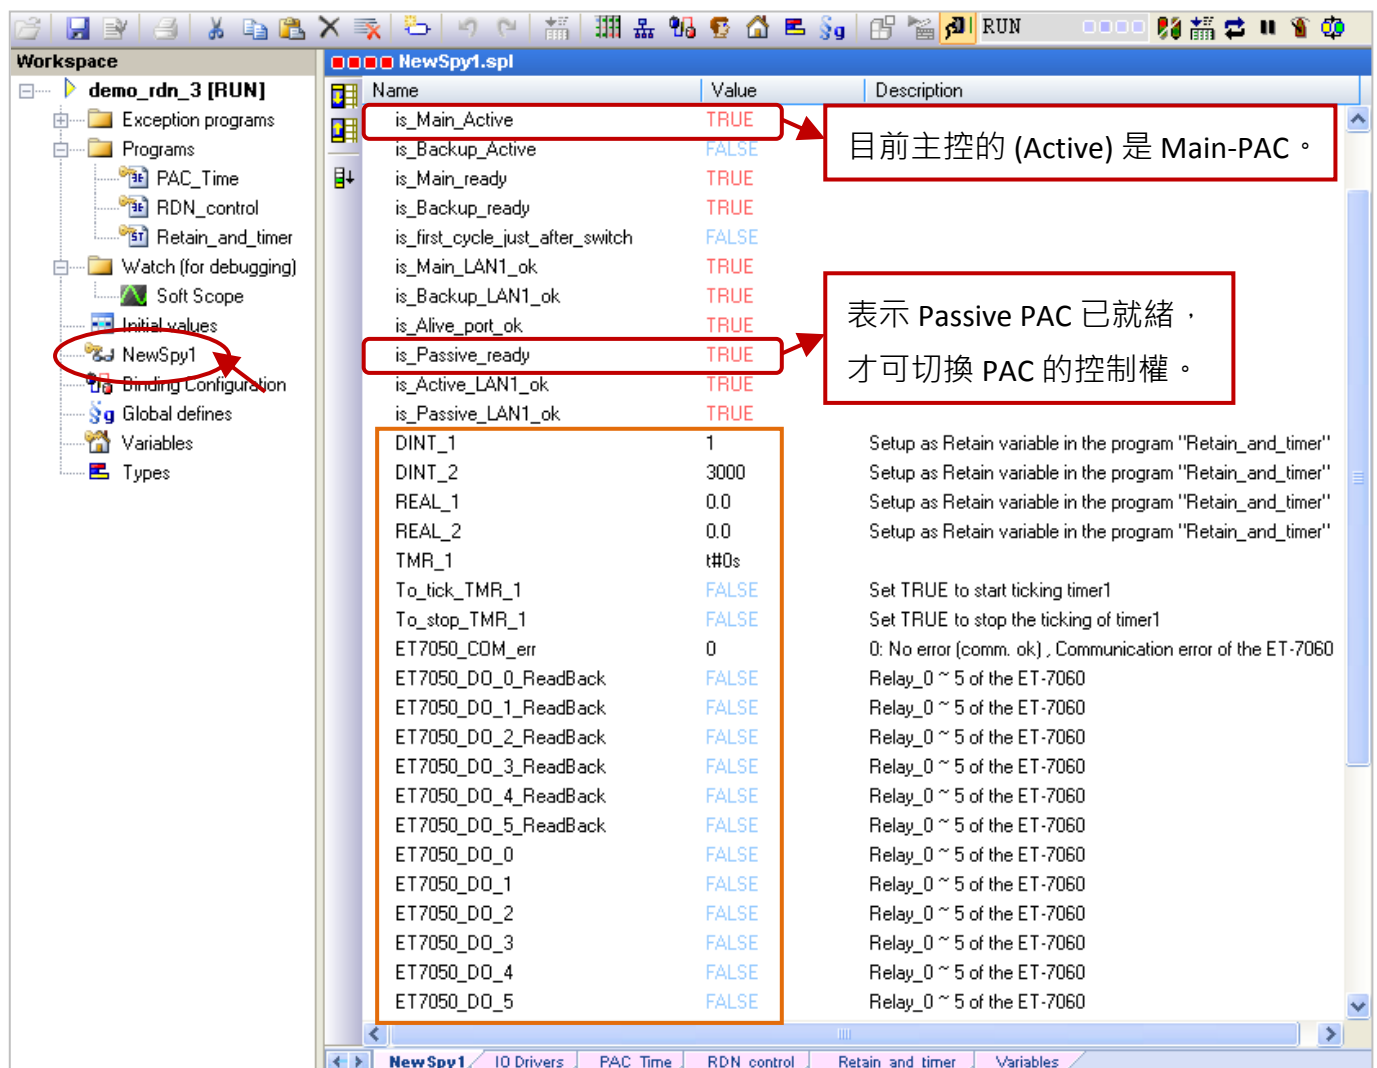 RUN
Workspace
NewSpy1.spl
demo_rdn_3 [RUN]
Exception programs
Programs
PAC_Time
RDN_control
Retain_and_timer
Watch (for debugging)
Soft Scope
Initial values
NewSpy1
Binding Configuration
Global defines
Variables
Types
Name Value Description
is_Main_Active TRUE
is_Backup_Active FALSE
is_Main_ready TRUE
is_Backup_ready TRUE
is_first_cycle_just_after_switch FALSE
is_Main_LAN1_ok TRUE
is_Backup_LAN1_ok TRUE
is_Alive_port_ok TRUE
is_Passive_ready TRUE
is_Active_LAN1_ok TRUE
is_Passive_LAN1_ok TRUE
目前主控的 (Active) 是 Main-PAC。
表示 Passive PAC 已就緒，
才可切換 PAC 的控制權。
DINT_1 1 Setup as Retain variable in the program "Retain_and_timer"
DINT_2 3000 Setup as Retain variable in the program "Retain_and_timer"
REAL_1 0.0 Setup as Retain variable in the program "Retain_and_timer"
REAL_2 0.0 Setup as Retain variable in the program "Retain_and_timer"
TMR_1 t#0s
To_tick_TMR_1 FALSE Set TRUE to start ticking timer1
To_stop_TMR_1 FALSE Set TRUE to stop the ticking of timer1
ET7050_COM_err 0 0: No error (comm. ok) , Communication error of the ET-7060
ET7050_DO_0_ReadBack FALSE Relay_0 ~ 5 of the ET-7060
ET7050_DO_1_ReadBack FALSE Relay_0 ~ 5 of the ET-7060
ET7050_DO_2_ReadBack FALSE Relay_0 ~ 5 of the ET-7060
ET7050_DO_3_ReadBack FALSE Relay_0 ~ 5 of the ET-7060
ET7050_DO_4_ReadBack FALSE Relay_0 ~ 5 of the ET-7060
ET7050_DO_5_ReadBack FALSE Relay_0 ~ 5 of the ET-7060
ET7050_DO_0 FALSE Relay_0 ~ 5 of the ET-7060
ET7050_DO_1 FALSE Relay_0 ~ 5 of the ET-7060
ET7050_DO_2 FALSE Relay_0 ~ 5 of the ET-7060
ET7050_DO_3 FALSE Relay_0 ~ 5 of the ET-7060
ET7050_DO_4 FALSE Relay_0 ~ 5 of the ET-7060
ET7050_DO_5 FALSE Relay_0 ~ 5 of the ET-7060
NewSpy1 IO Drivers PAC_Time RDN_control Retain_and_timer Variables